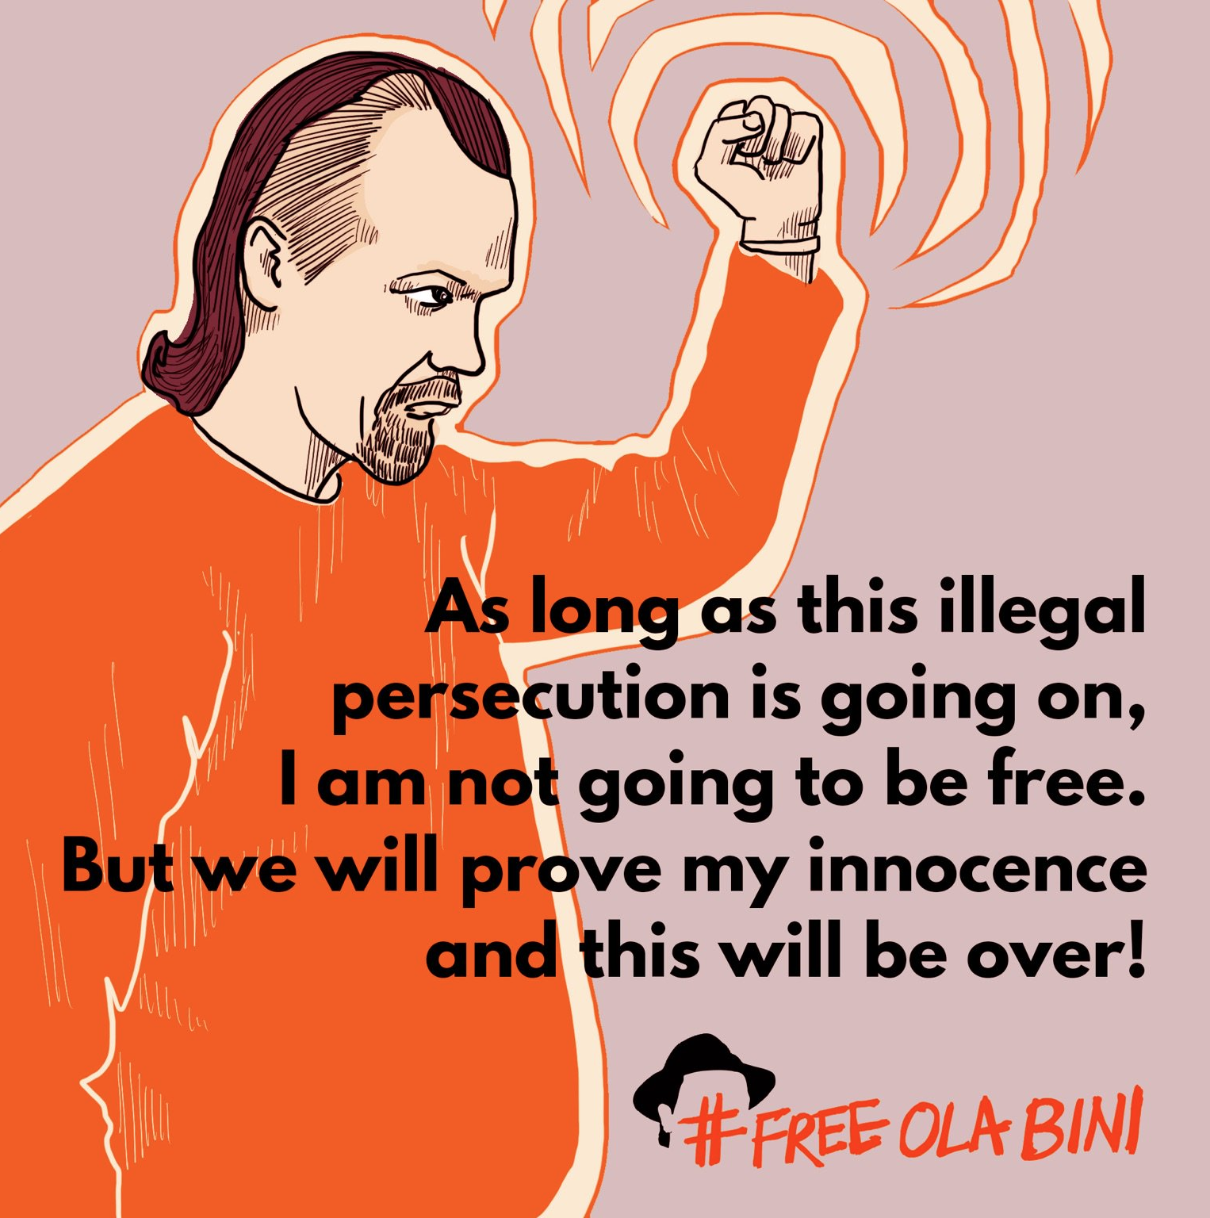 As long as this illegal
persecution is going on,
I am not going to be free.
But we will prove my innocence
and this will be over!
#FREE OLA BINI